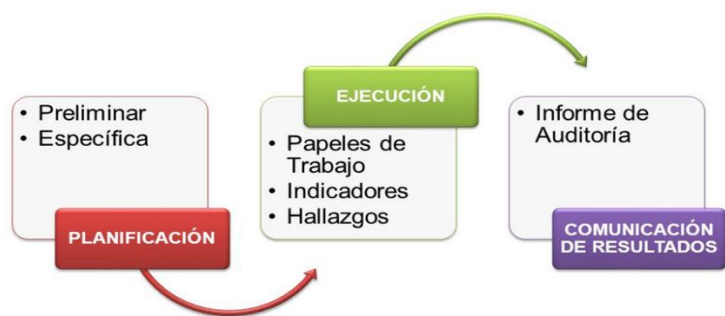 • Preliminar
• Específica
PLANIFICACIÓN
EJECUCIÓN
• Papeles de
Trabajo
• Indicadores
• Hallazgos
• Informe de
Auditoría
COMUNICACIÓN
DE RESULTADOS